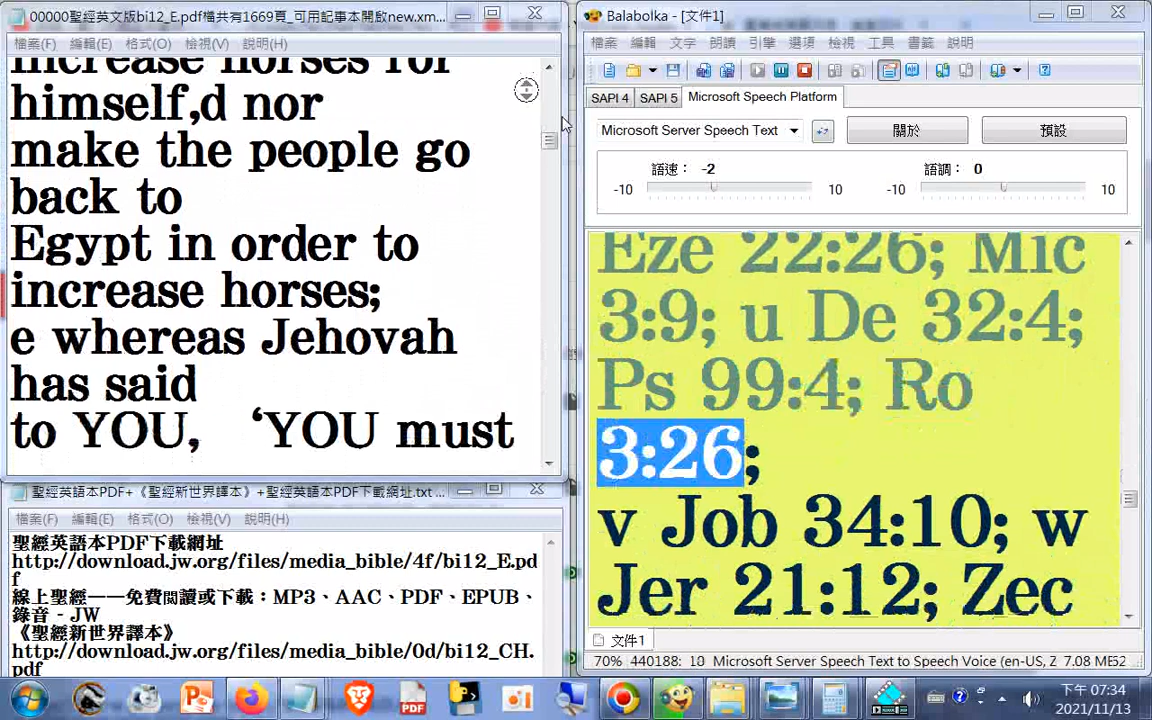 00000聖經英文版bi12_E.pdf檔共有1669頁_可用記事本開啟new.xm...
檔案(F) 編輯(E) 格式(O) 檢視(V) 說明(H)
increase horses for
himself,d nor
make the people go
back to
Egypt in order to
increase horses;
e whereas Jehovah
has said
to YOU, ‘YOU must
聖經英語本PDF+《聖經新世界譯本》+聖經英語本PDF下載網址.txt ...
檔案(F) 編輯(E) 格式(O) 檢視(V) 說明(H)
聖經英語本PDF下載網址
http://download.jw.org/files/media_bible/4f/bi12_E.pd
f
線上聖經——免費閱讀或下載：MP3、AAC、PDF、EPUB、
錄音 - JW
《聖經新世界譯本》
http://download.jw.org/files/media_bible/0d/bi12_CH.
pdf
Balabolka - [文件1]
檔案 編輯 文字 朗讀 引擎 選項 檢視 工具 書籤 說明
SAPI 4 SAPI 5 Microsoft Speech Platform
Microsoft Server Speech Text 關於 預設
語速： -2 語調： 0
-10 10 -10 10
Eze 22:26; Mic
3:9; u De 32:4;
Ps 99:4; Ro
3:26;
v Job 34:10; w
Jer 21:12; Zec
文件1
70% 440188: 10 Microsoft Server Speech Text to Speech Voice (en-US, Z 7.08 ME52
PDF
下午 07:34
2021/11/13